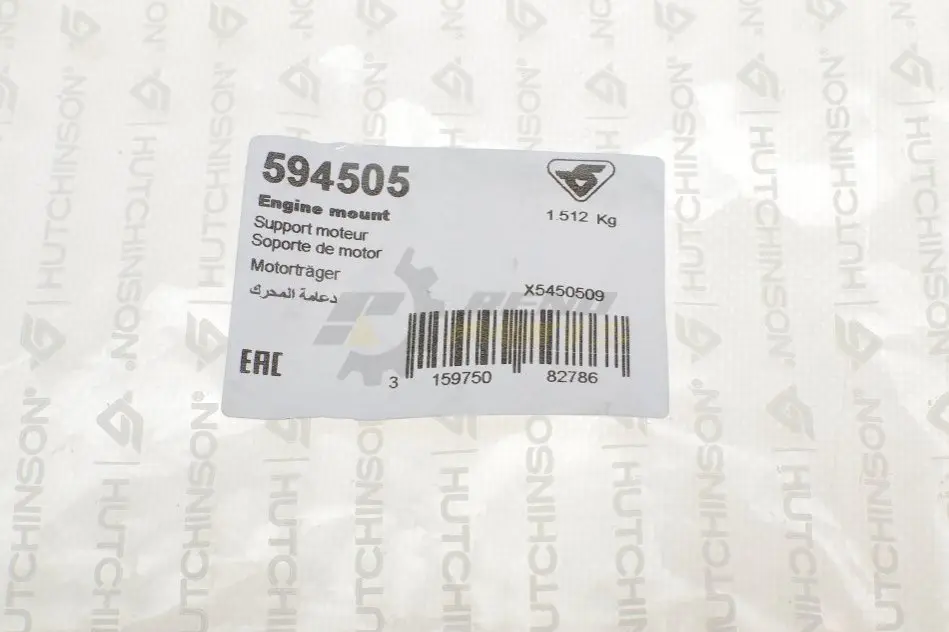 594505
Engine mount
Support moteur
Soporte de motor
Motorträger
دعامة المحرك
1.512 Kg
X5450509
EAC
3 159750 82786
HUTCHINSON®